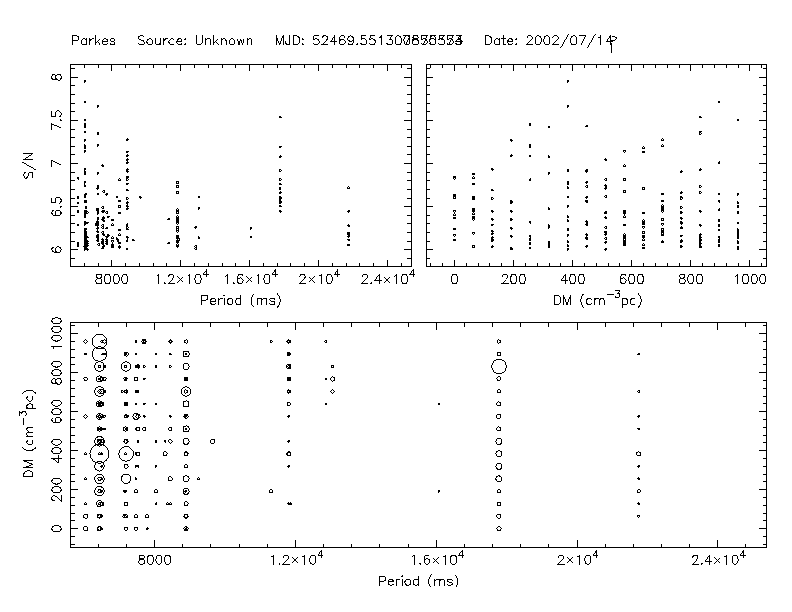 Parkes Source: Unknown MJD: Date: 2002/07/14
8
7.5
7
6.5
6
S/N
8000 1.2×10⁴ 1.6×10⁴ 2×10⁴ 2.4×10⁴
Period (ms)
0 200 400 600 800 1000
DM (cm⁻³pc)
1000
800
600
400
200
0
DM (cm⁻³pc)
8000 1.2×10⁴ 1.6×10⁴ 2×10⁴ 2.4×10⁴
Period (ms)